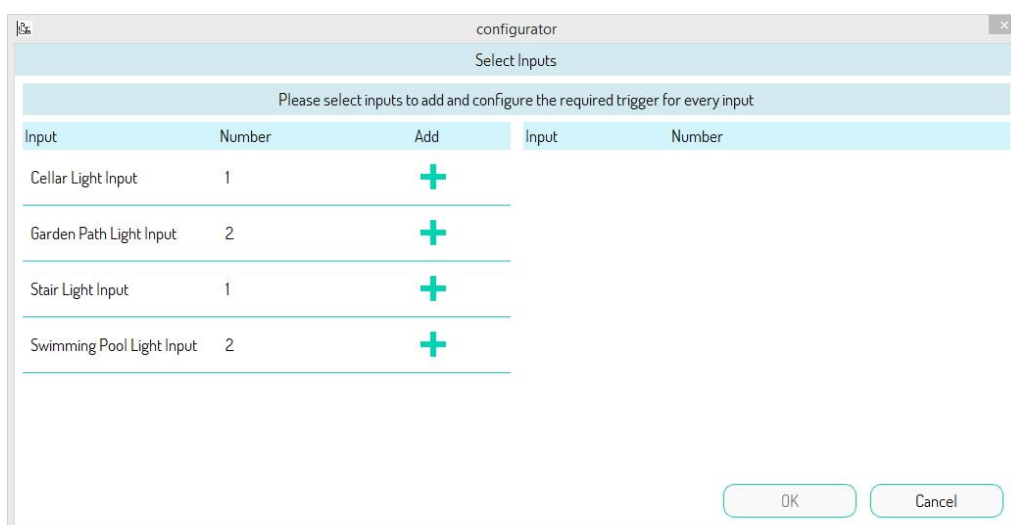 configurator
Select Inputs
Please select inputs to add and configure the required trigger for every input
Input Number Add Input Number
Cellar Light Input 1
Garden Path Light Input 2
Stair Light Input 1
Swimming Pool Light Input 2
OK Cancel